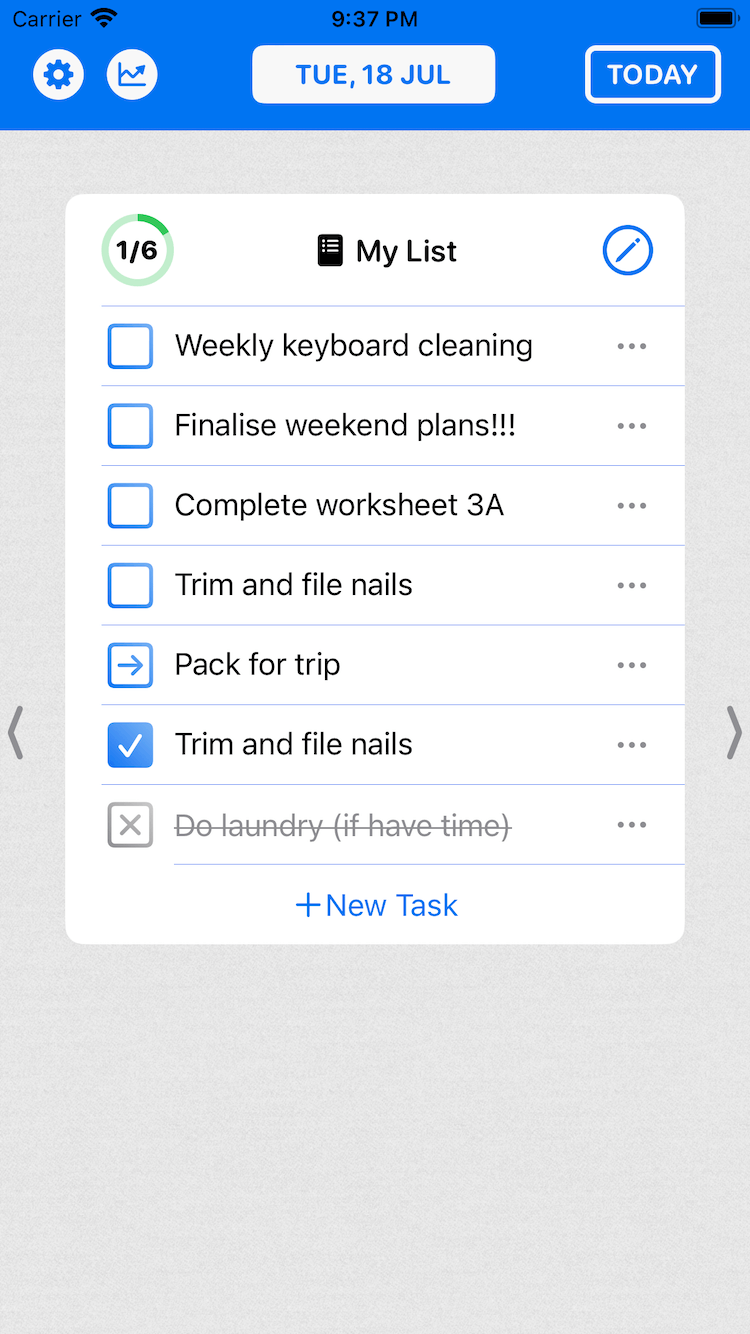 Carrier 9:37 PM
TUE, 18 JUL TODAY
1/6 My List
Weekly keyboard cleaning
Finalise weekend plans!!!
Complete worksheet 3A
Trim and file nails
Pack for trip
Trim and file nails
Do laundry (if have time)
+New Task